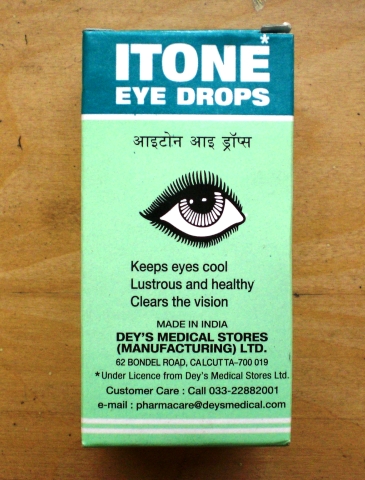 ITONE*
EYE DROPS
आइटोन आइ ड्रॉप्स
Keeps eyes cool
Lustrous and healthy
Clears the vision
MADE IN INDIA
DEY'S MEDICAL STORES
(MANUFACTURING) LTD.
62 BONDEL ROAD, CALCUTTA-700 019
*Under Licence from Dey's Medical Stores Ltd.
Customer Care : Call 033-22882001
e-mail : pharmacare@deysmedical.com